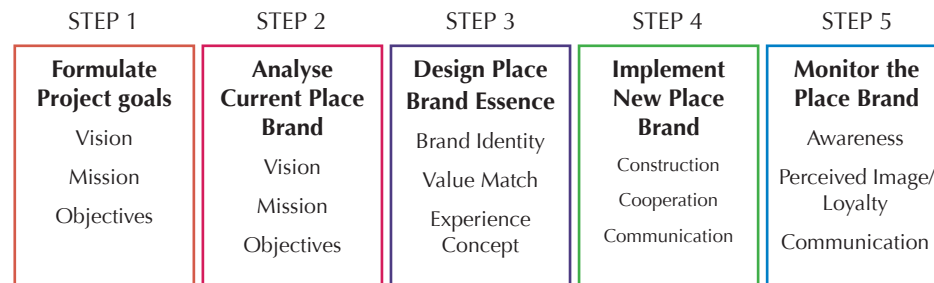 STEP 1
Formulate
Project goals
Vision
Mission
Objectives
STEP 2
Analyse
Current Place
Brand
Vision
Mission
Objectives
STEP 3
Design Place
Brand Essence
Brand Identity
Value Match
Experience
Concept
STEP 4
Implement
New Place
Brand
Construction
Cooperation
Communication
STEP 5
Monitor the
Place Brand
Awareness
Perceived Image/
Loyalty
Communication